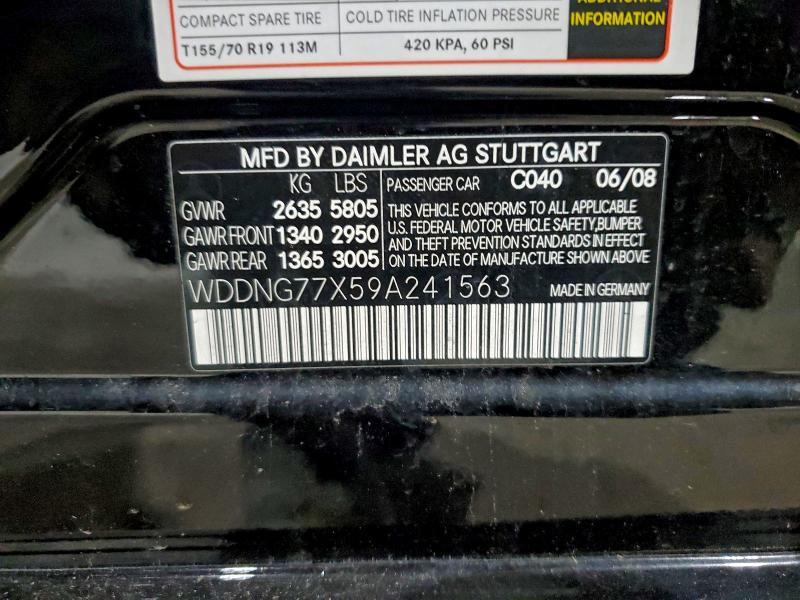 ADDITIONAL
COMPACT SPARE TIRE COLD TIRE INFLATION PRESSURE INFORMATION
T155/70 R19 113M 420 KPA, 60 PSI
MFD BY DAIMLER AG STUTTGART
KG LBS PASSENGER CAR C040 06/08
GVWR 2635 5805 THIS VEHICLE CONFORMS TO ALL APPLICABLE
U.S. FEDERAL MOTOR VEHICLE SAFETY,BUMPER
GAWR FRONT 1340 2950 AND THEFT PREVENTION STANDARDS IN EFFECT
GAWR REAR 1365 3005 ON THE DATE OF MANUFACTURE SHOWN ABOVE
WDDNG77X59A241563 MADE IN GERMANY